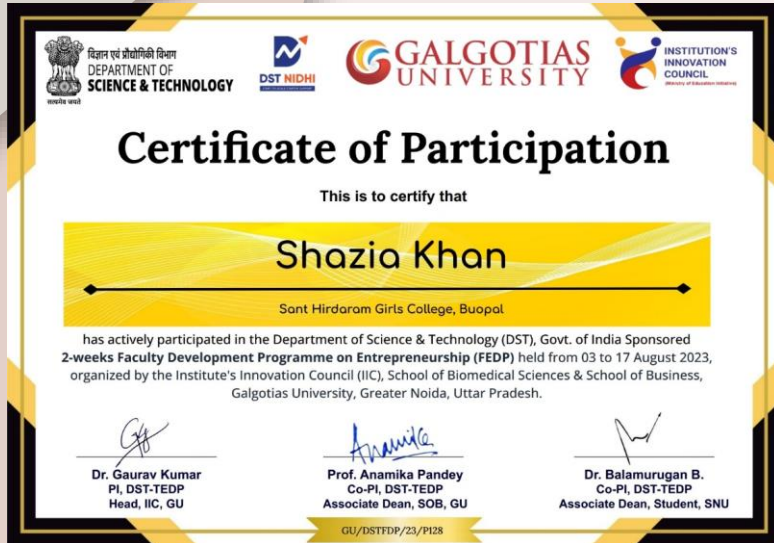 विज्ञान एवं प्रौद्योगिकी विभाग
DEPARTMENT OF
SCIENCE & TECHNOLOGY
सत्यमेव जयते
DST NIDHI
GALGOTIAS
UNIVERSITY
INSTITUTION'S
INNOVATION
COUNCIL
(Ministry of Education Initiative)
Certificate of Participation
This is to certify that
Shazia Khan
Sant Hirdaram Girls College, Buopal
has actively participated in the Department of Science & Technology (DST), Govt. of India Sponsored
2-weeks Faculty Development Programme on Entrepreneurship (FEDP) held from 03 to 17 August 2023,
organized by the Institute's Innovation Council (IIC), School of Biomedical Sciences & School of Business,
Galgotias University, Greater Noida, Uttar Pradesh.
Anamika
Dr. Gaurav Kumar
PI, DST-TEDP
Head, IIC, GU
Prof. Anamika Pandey
Co-PI, DST-TEDP
Associate Dean, SOB, GU
Dr. Balamurugan B.
Co-PI, DST-TEDP
Associate Dean, Student, SNU
GU/DSTFDP/23/P128